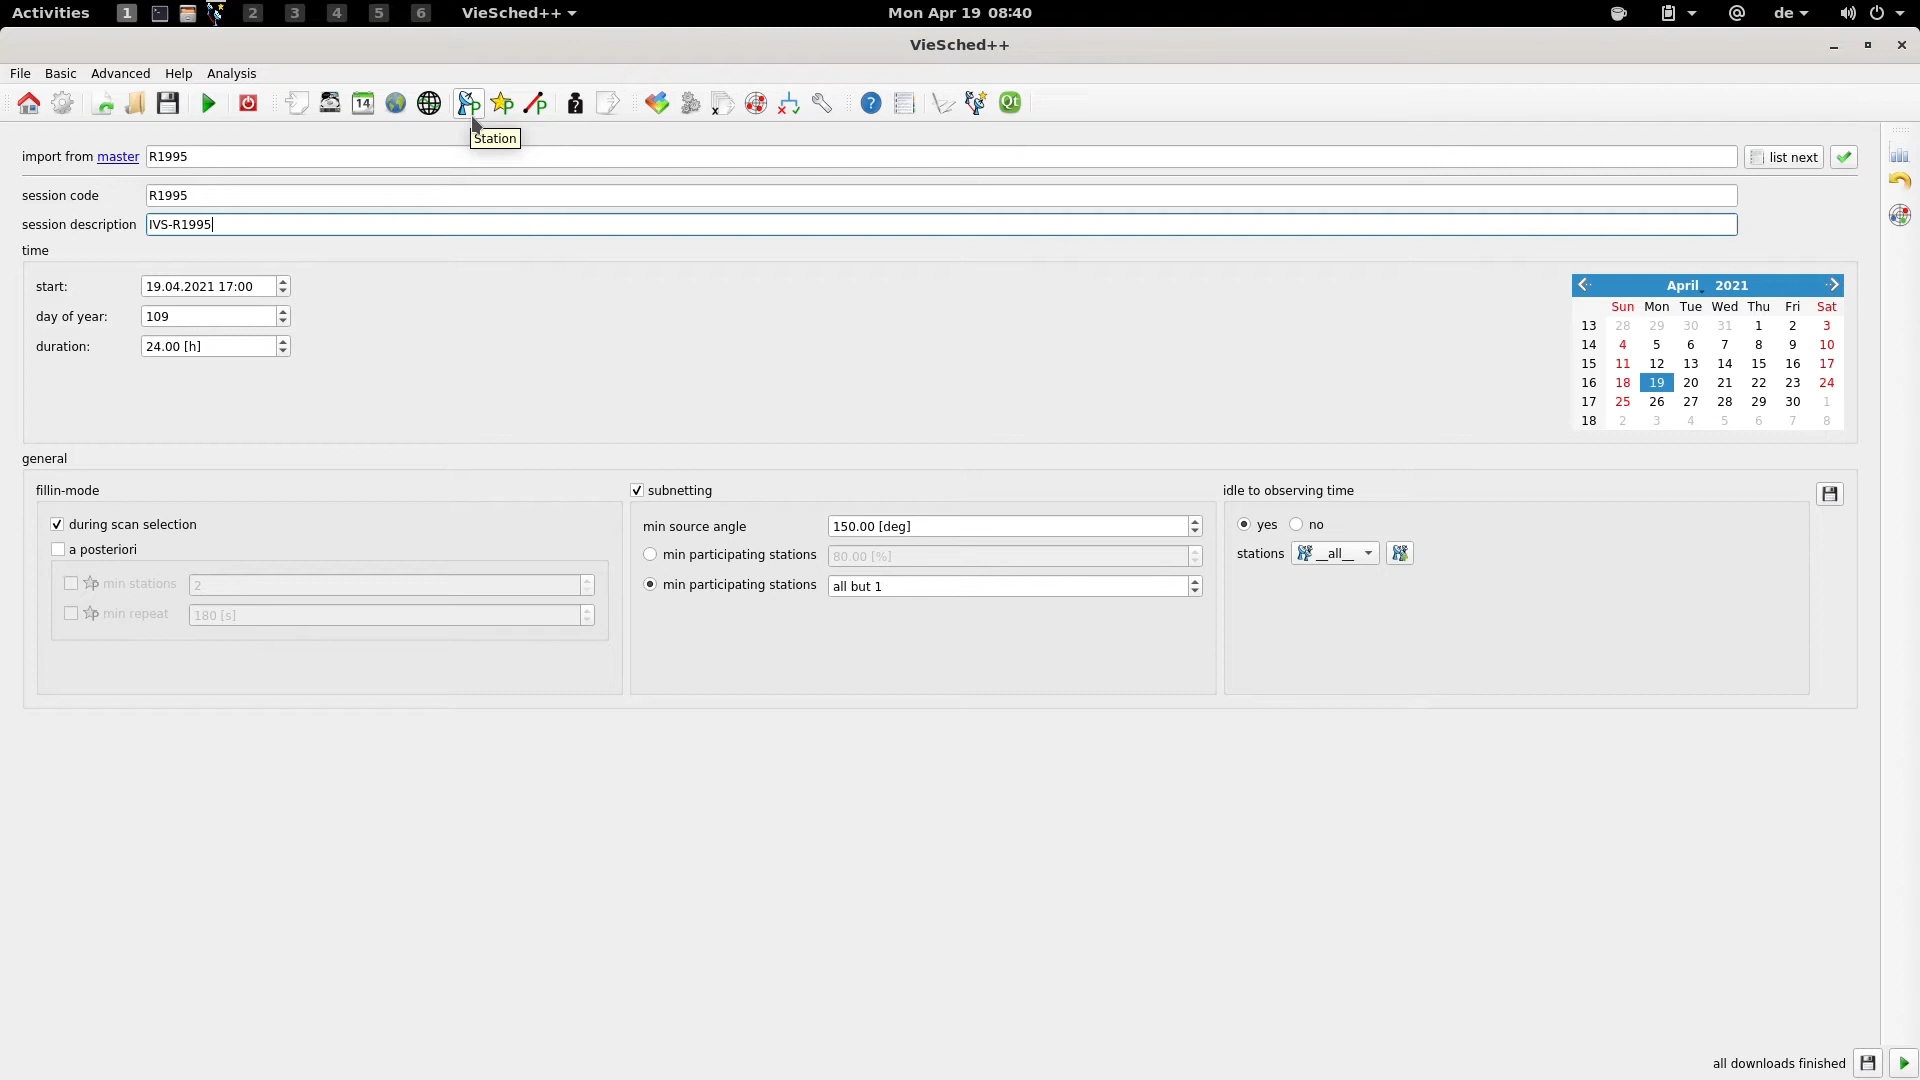 Activities 1 2 3 4 5 6 VieSched++ Mon Apr 19 08:40 de
VieSched++
File Basic Advanced Help Analysis
14 P P P ? Qt
Station
import from master R1995 list next
session code R1995
session description IVS-R1995
time
start: 19.04.2021 17:00
day of year: 109
duration: 24.00 [h]
April 2021
Sun Mon Tue Wed Thu Fri Sat
13 28 29 30 31 1 2 3
14 4 5 6 7 8 9 10
15 11 12 13 14 15 16 17
16 18 19 20 21 22 23 24
17 25 26 27 28 29 30 1
18 2 3 4 5 6 7 8
general
fillin-mode subnetting idle to observing time
during scan selection min source angle 150.00 [deg] yes no
a posteriori min participating stations 80.00 [%] stations __all__
min stations 2 min participating stations all but 1
min repeat 180 [s]
all downloads finished